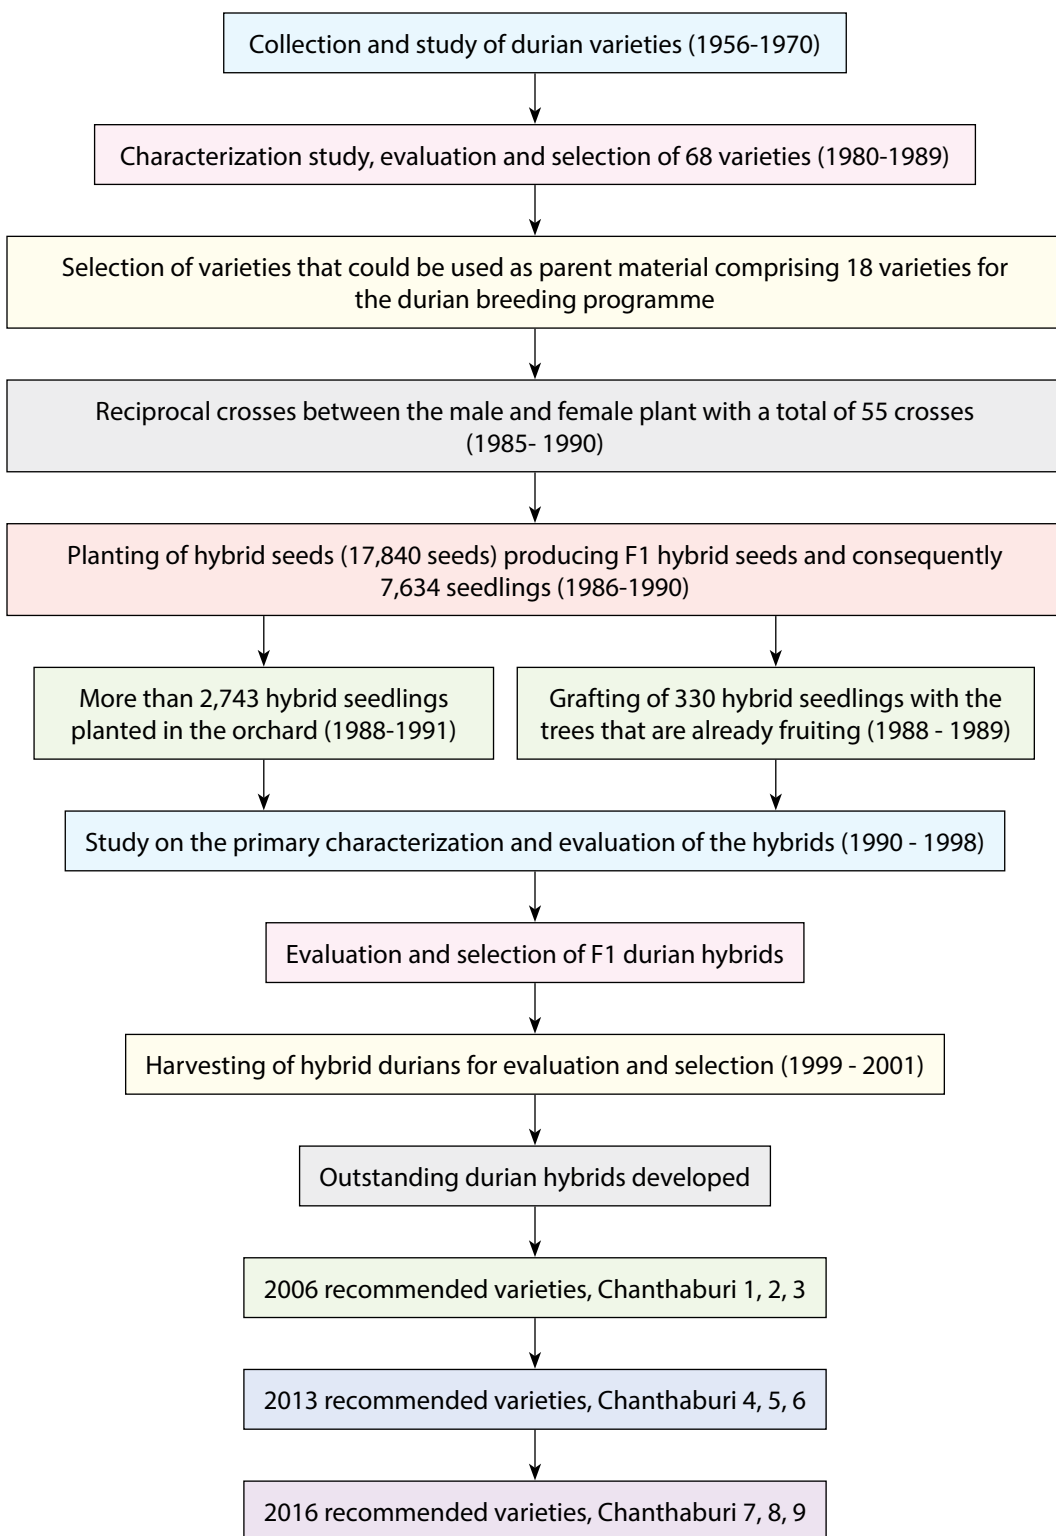 Collection and study of durian varieties (1956-1970)
Characterization study, evaluation and selection of 68 varieties (1980-1989)
Selection of varieties that could be used as parent material comprising 18 varieties for
the durian breeding programme
Reciprocal crosses between the male and female plant with a total of 55 crosses
(1985- 1990)
Planting of hybrid seeds (17,840 seeds) producing F1 hybrid seeds and consequently
7,634 seedlings (1986-1990)
More than 2,743 hybrid seedlings
planted in the orchard (1988-1991)
Grafting of 330 hybrid seedlings with the
trees that are already fruiting (1988 - 1989)
Study on the primary characterization and evaluation of the hybrids (1990 - 1998)
Evaluation and selection of F1 durian hybrids
Harvesting of hybrid durians for evaluation and selection (1999 - 2001)
Outstanding durian hybrids developed
2006 recommended varieties, Chanthaburi 1, 2, 3
2013 recommended varieties, Chanthaburi 4, 5, 6
2016 recommended varieties, Chanthaburi 7, 8, 9